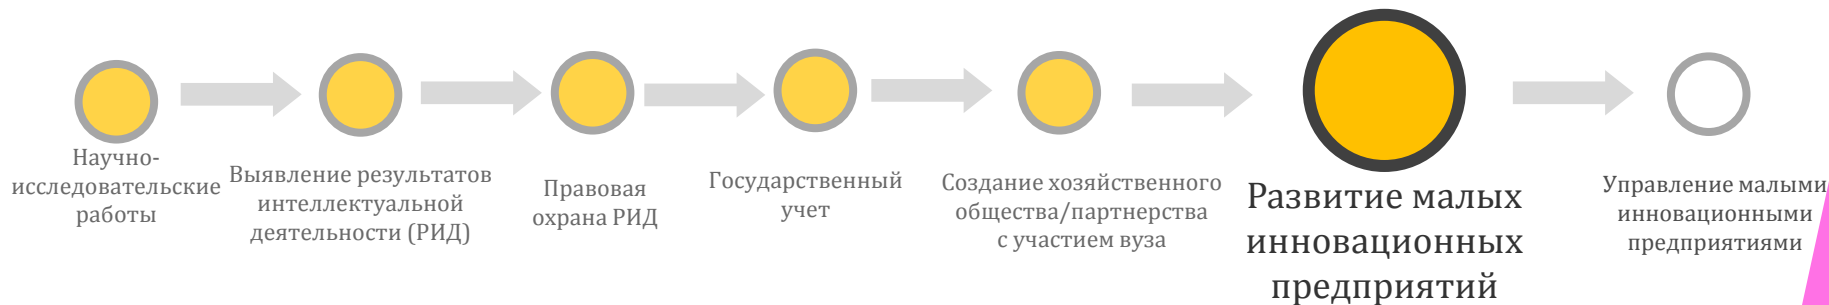 Научно-
исследовательские
работы
Выявление результатов
интеллектуальной
деятельности (РИД)
Правовая
охрана РИД
Государственный
учет
Создание хозяйственного
общества/партнерства
с участием вуза
Развитие малых
инновационных
предприятий
Управление малыми
инновационными
предприятиями